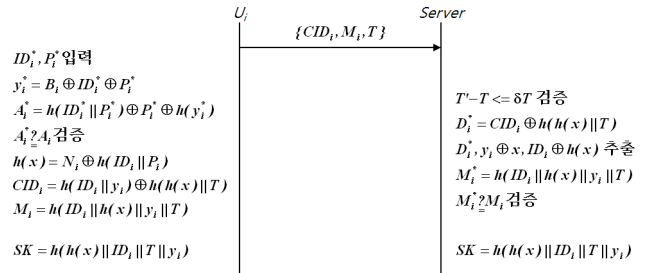 U_i Server
{CID_i, M_i, T}
ID_i^*, P_i^* 입력
y_i^* = B_i ⊕ ID_i^* ⊕ P_i^*
A_i^* = h(ID_i^* || P_i^*) ⊕ P_i^* ⊕ h(y_i^*)
A_i^* ?= A_i 검증
h(x) = N_i ⊕ h(ID_i || P_i)
CID_i = h(ID_i || y_i) ⊕ h(h(x) || T)
M_i = h(ID_i || h(x) || y_i || T)
SK = h(h(x) || ID_i || T || y_i)
T′−T <= δT 검증
D_i^* = CID_i ⊕ h(h(x) || T)
D_i^*, y_i ⊕ x, ID_i ⊕ h(x) 추출
M_i^* = h(ID_i || h(x) || y_i || T)
M_i^* ?= M_i 검증
SK = h(h(x) || ID_i || T || y_i)